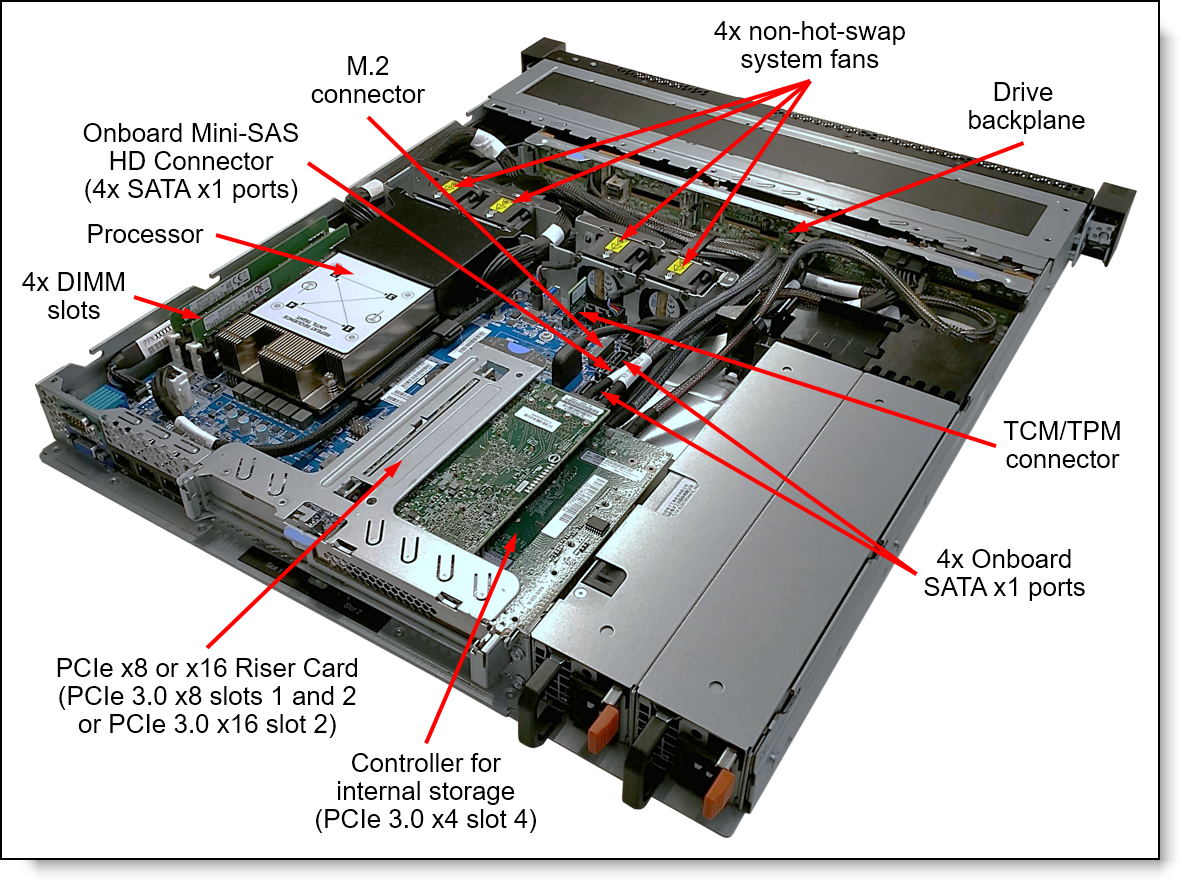 4x non-hot-swap
system fans
M.2
connector
Drive
backplane
Onboard Mini-SAS
HD Connector
(4x SATA x1 ports)
Processor
4x DIMM
slots
TCM/TPM
connector
4x Onboard
SATA x1 ports
PCIe x8 or x16 Riser Card
(PCIe 3.0 x8 slots 1 and 2
or PCIe 3.0 x16 slot 2)
Controller for
internal storage
(PCIe 3.0 x4 slot 4)
Slot 2